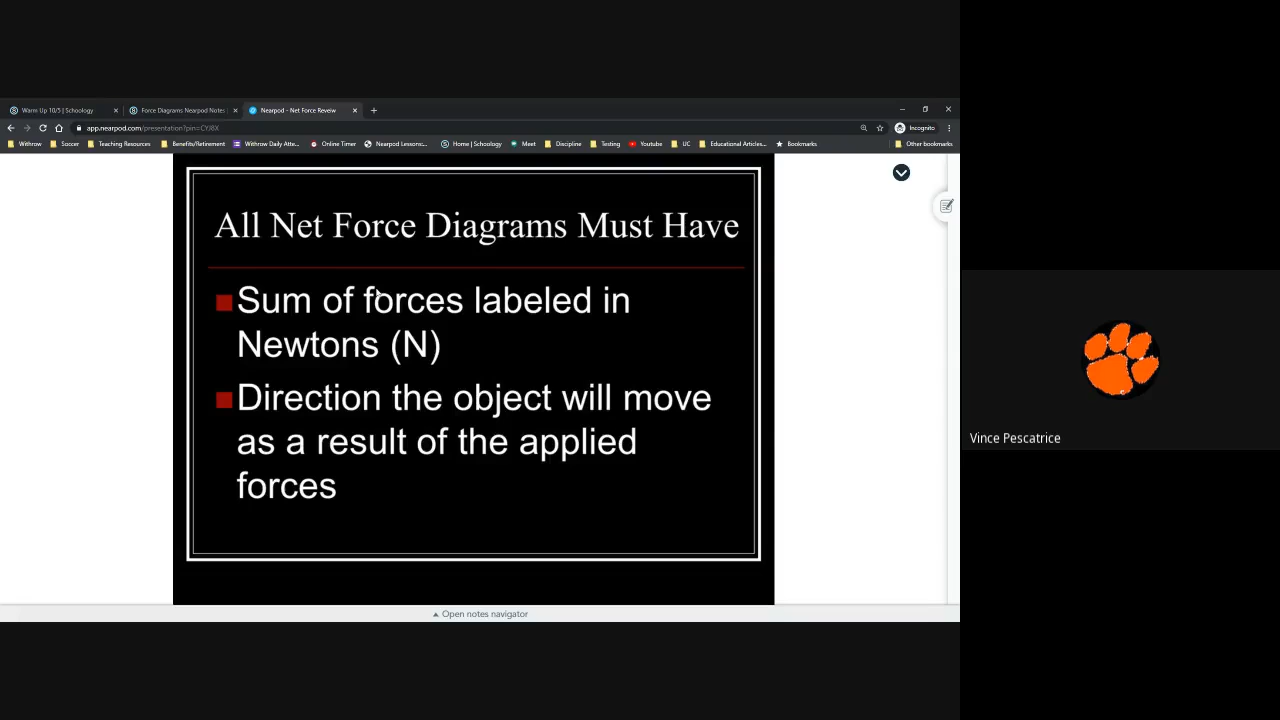 Warm Up 10/5 | Schoology
Force Diagrams Nearpod Notes
Nearpod - Net Force Reveiw
app.nearpod.com/presentation?pin=CYJ8X
Incognito
Withrow
Soccer
Teaching Resources
Benefits/Retirement
Withrow Daily Atte...
Online Timer
Nearpod Lessons:...
Home | Schoology
Meet
Discipline
Testing
Youtube
UC
Educational Articles...
Bookmarks
Other bookmarks
All Net Force Diagrams Must Have
Sum of forces labeled in
Newtons (N)
Direction the object will move
as a result of the applied
forces
Open notes navigator
Vince Pescatrice